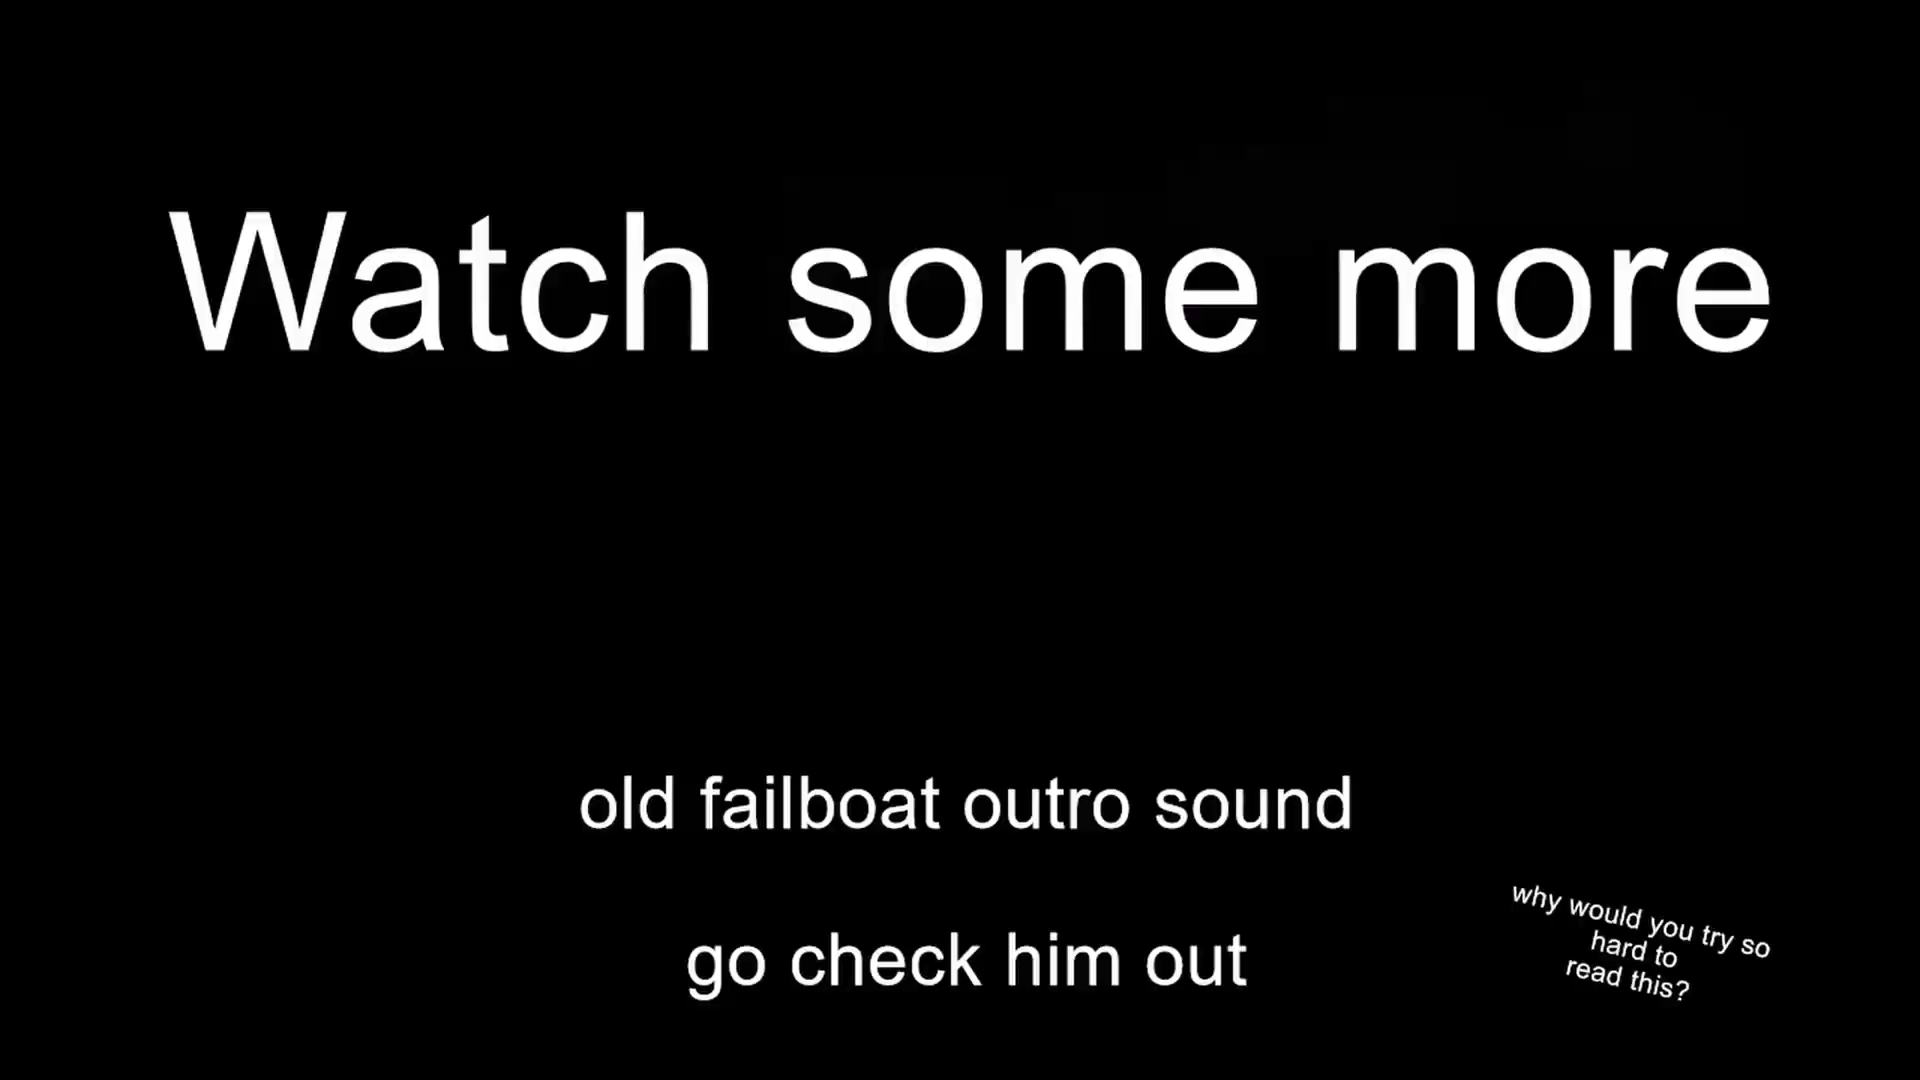 Watch some more
old failboat outro sound
go check him out
why would you try so
hard to
read this?